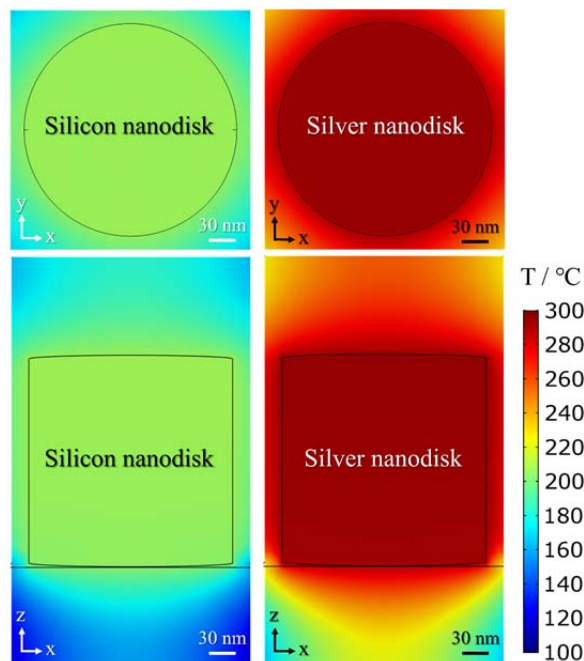 Silicon nanodisk
y
x
30 nm
Silver nanodisk
y
x
30 nm
Silicon nanodisk
z
x
30 nm
Silver nanodisk
z
x
30 nm
T / °C
300
280
260
240
220
200
180
160
140
120
100